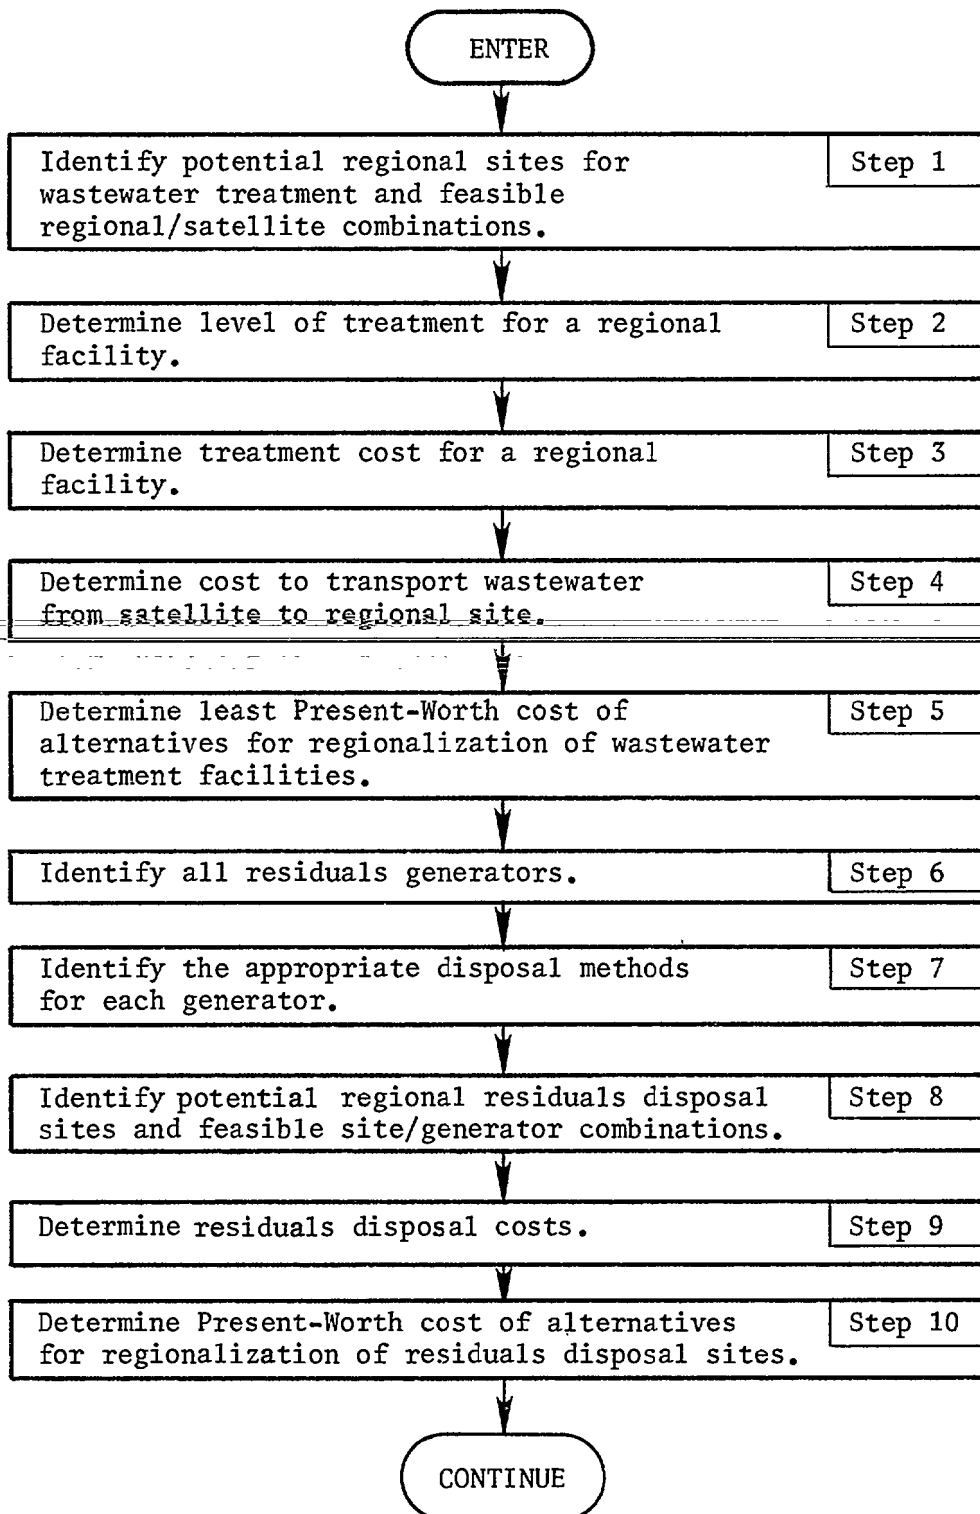 ENTER
Identify potential regional sites for
wastewater treatment and feasible
regional/satellite combinations.
Step 1
Determine level of treatment for a regional
facility.
Step 2
Determine treatment cost for a regional
facility.
Step 3
Determine cost to transport wastewater
from satellite to regional site.
Step 4
Determine least Present-Worth cost of
alternatives for regionalization of wastewater
treatment facilities.
Step 5
Identify all residuals generators.
Step 6
Identify the appropriate disposal methods
for each generator.
Step 7
Identify potential regional residuals disposal
sites and feasible site/generator combinations.
Step 8
Determine residuals disposal costs.
Step 9
Determine Present-Worth cost of alternatives
for regionalization of residuals disposal sites.
Step 10
CONTINUE